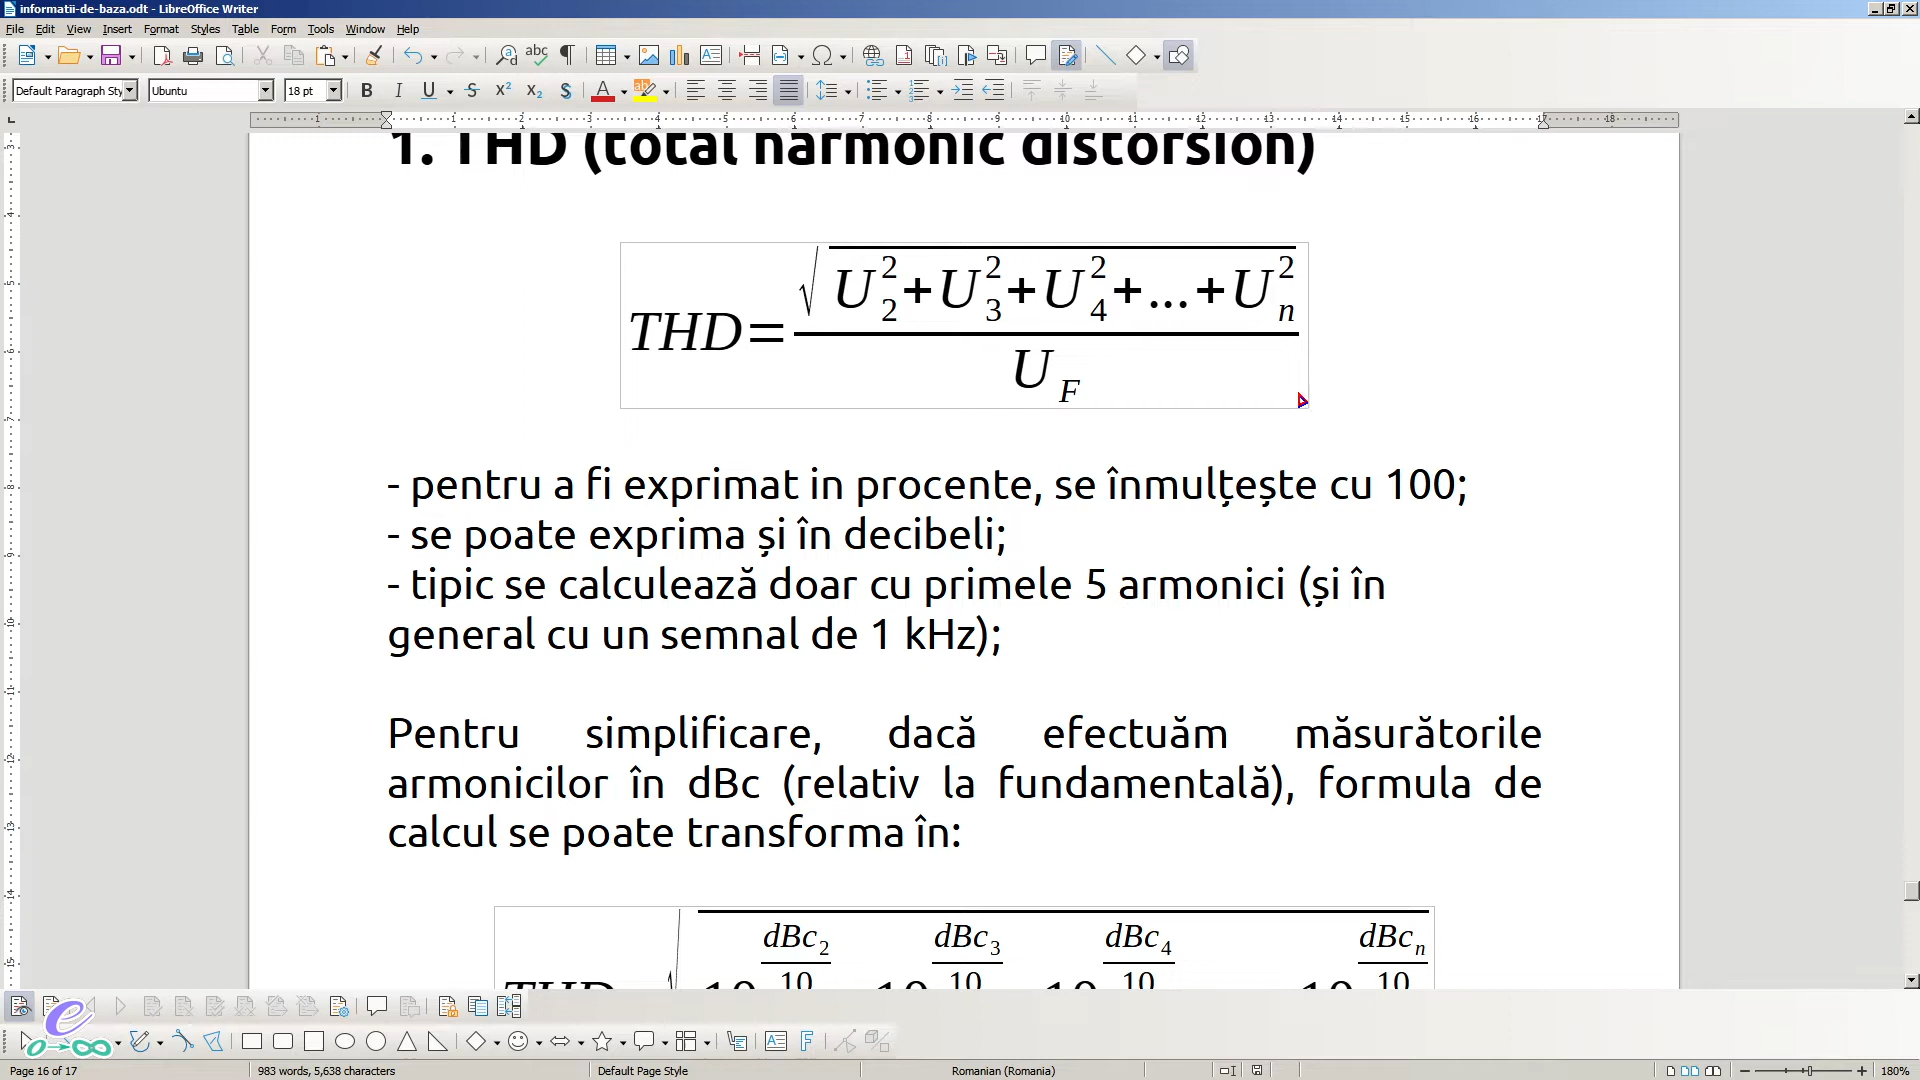 informatii-de-baza.odt - LibreOffice Writer
File Edit View Insert Format Styles Table Form Tools Window Help
Default Paragraph Sty Ubuntu 18 pt
1. THD (total harmonic distorsion)
THD=√(U₂²+U₃²+U₄²+...+Uₙ²)/U_F
- pentru a fi exprimat in procente, se înmulțește cu 100;
- se poate exprima și în decibeli;
- tipic se calculează doar cu primele 5 armonici (și în
general cu un semnal de 1 kHz);
Pentru simplificare, dacă efectuăm măsurătorile
armonicilor în dBc (relativ la fundamentală), formula de
calcul se poate transforma în:
dBc₂ dBc₃ dBc₄ dBcₙ
10 10 10 10
THD 10 10 10 10
Page 16 of 17 983 words, 5,638 characters Default Page Style Romanian (Romania) 180%